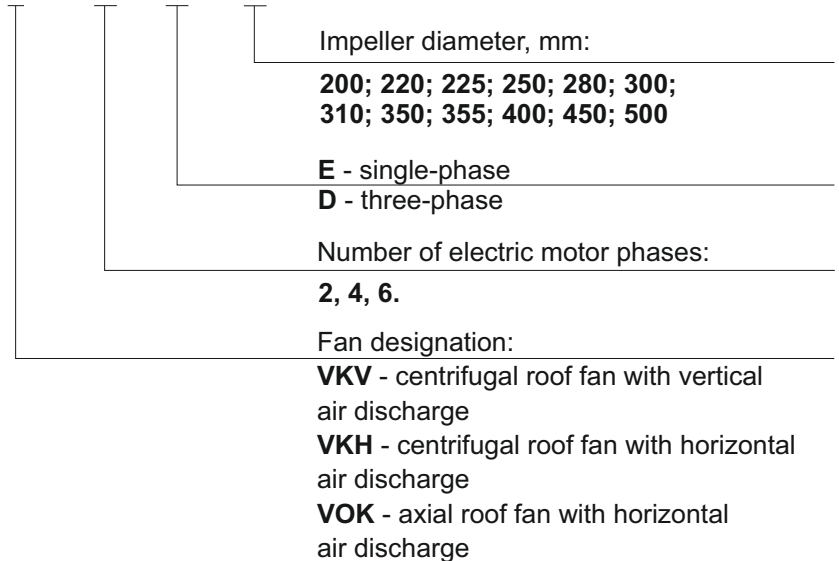 Impeller diameter, mm:
200; 220; 225; 250; 280; 300;
310; 350; 355; 400; 450; 500
E - single-phase
D - three-phase
Number of electric motor phases:
2, 4, 6.
Fan designation:
VKV - centrifugal roof fan with vertical
air discharge
VKH - centrifugal roof fan with horizontal
air discharge
VOK - axial roof fan with horizontal
air discharge